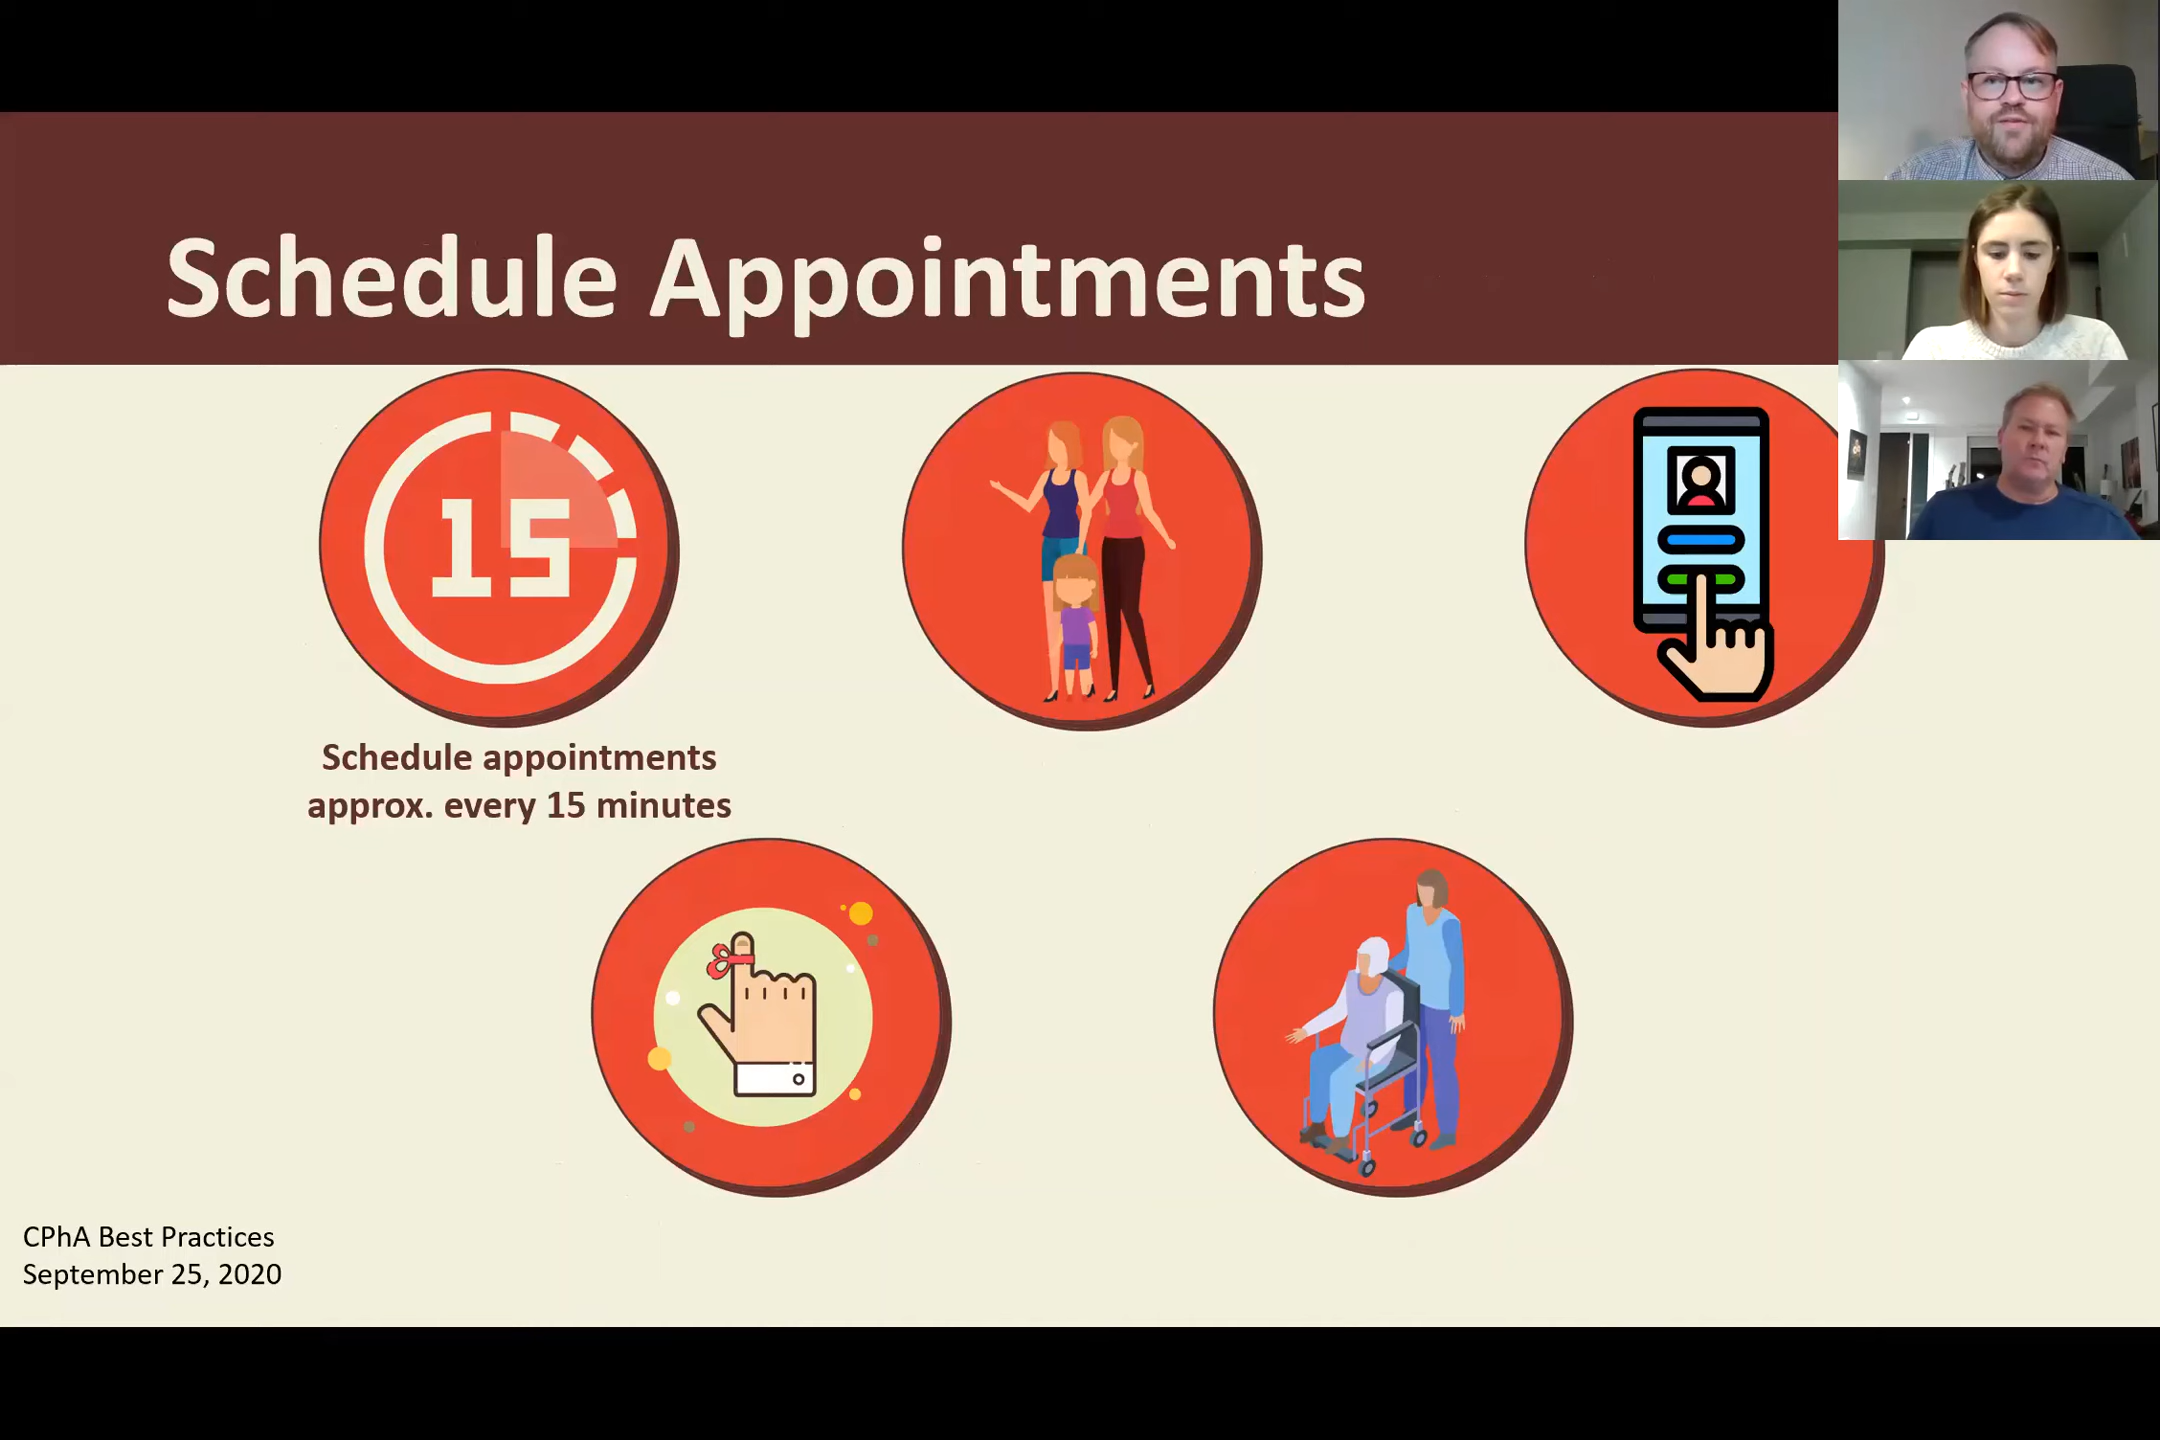 Schedule Appointments
15
Schedule appointments
approx. every 15 minutes
CPhA Best Practices
September 25, 2020